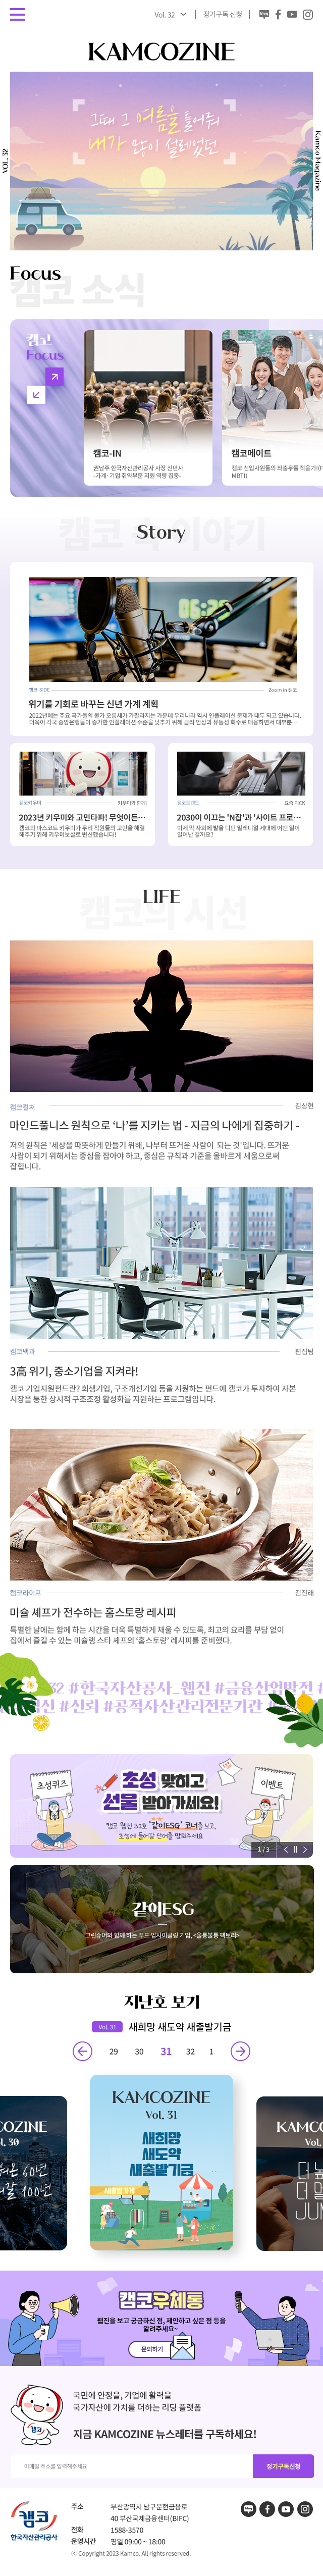 Vol. 32
정기구독 신청
KAMCOZINE
그때 그 여름을 틀어줘
내가 많이 설레었던
VOL. 32
Kamco Magazine
Focus
캠코 소식
캠코
Focus
캠코-IN
권남주 한국자산관리공사 사장 신년사
-가계·기업 취약부문 지원 역량 집중-
캠코메이트
캠코 신입사원들의 좌충우돌 적응기!(F
MBTI)
Story
캠코 이야기
캠코-SIDE
Zoom in 캠코
위기를 기회로 바꾸는 신년 가계 계획
2022년에는 주요 국가들의 물가 오름세가 가팔라지는 가운데 우리나라 역시 인플레이션 문제가 대두 되고 있습니다.
더욱이 각국 중앙은행들이 증가한 인플레이션 수준을 낮추기 위해 금리 인상과 유동성 회수로 대응하면서 대부분…
캠코키우미
키우미와 함께!
2023년 키우미와 고민타파! 무엇이든…
캠코의 마스코트 키우미가 우리 직원들의 고민을 해결
해주기 위해 키우미보살로 변신했습니다!
캠코트렌드
요즘 PICK
2030이 이끄는 'N잡'과 '사이트 프로…
이제 막 사회에 발을 디딘 밀레니얼 세대에 어떤 일이
일어난 걸까요?
LIFE
캠코의 시선
캠코컬쳐
김상현
마인드풀니스 원칙으로 ‘나’를 지키는 법 - 지금의 나에게 집중하기 -
저의 원칙은 ‘세상을 따뜻하게 만들기 위해, 나부터 뜨거운 사람이 되는 것’입니다. 뜨거운
사람이 되기 위해서는 중심을 잡아야 하고, 중심은 규칙과 기준을 올바르게 세움으로써
잡힙니다.
캠코백과
편집팀
3高 위기, 중소기업을 지켜라!
캠코 기업지원펀드란? 회생기업, 구조개선기업 등을 지원하는 펀드에 캠코가 투자하여 자본
시장을 통한 상시적 구조조정 활성화를 지원하는 프로그램입니다.
캠코라이프
김진래
미슐 셰프가 전수하는 홈스토랑 레시피
특별한 날에는 함께 하는 시간을 더욱 특별하게 채울 수 있도록, 최고의 요리를 부담 없이
집에서 즐길 수 있는 미슐랭 스타 셰프의 ‘홈스토랑’ 레시피를 준비했다.
32 #한국자산공사_웹진 #금융산업발전 #
#신뢰 #공적자산관리전문기관
초성퀴즈
초성 맞히고
선물 받아가세요!
캠코 웹진 33호 "같이ESG" 코너를 보고,
초성에 들어갈 단어를 맞춰주세요
이벤트
1 / 3
같이ESG
그린슈머와 함께 하는 푸드 업사이클링 기업, <울퉁불퉁 팩토리>
지난호 보기
Vol. 31
새희망 새도약 새출발기금
29 30 31 32 1
KAMCOZINE
Vol. 31
새희망
새도약
새출발기금
캠코우체통
웹진을 보고 궁금하신 점, 제안하고 싶은 점 등을
알려주세요~
문의하기
캠코
국민에 안정을, 기업에 활력을
국가자산에 가치를 더하는 리딩 플랫폼
지금 KAMCOZINE 뉴스레터를 구독하세요!
이메일 주소를 입력해주세요
정기구독신청
캠코
한국자산관리공사
주소 부산광역시 남구문현금융로
40 부산국제금융센터(BIFC)
전화 1588-3570
운영시간 평일 09:00 ~ 18:00
ⓒ Copyright 2023 Kamco. All rights reserved.